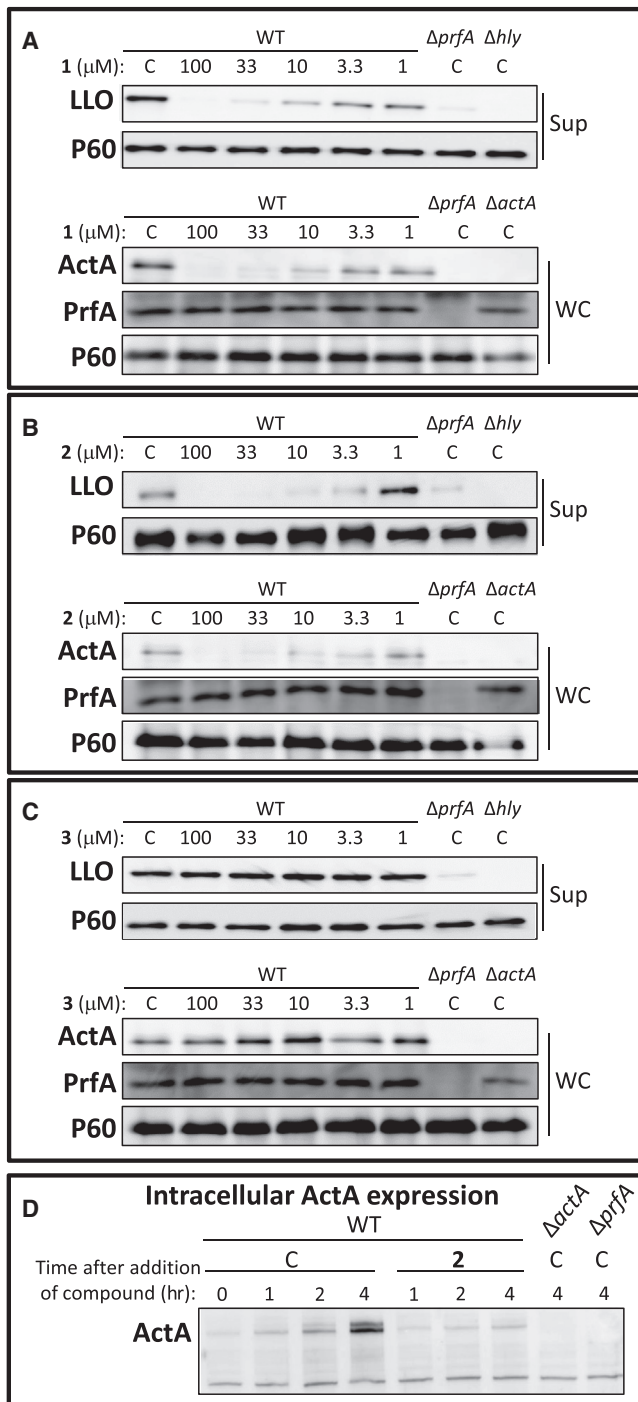 A
WT ΔprfA Δhly
1 (μM): C 100 33 10 3.3 1 C C
LLO
P60
Sup
WT ΔprfA ΔactA
1 (μM): C 100 33 10 3.3 1 C C
ActA
PrfA
P60
WC
B
WT ΔprfA Δhly
2 (μM): C 100 33 10 3.3 1 C C
LLO
P60
Sup
WT ΔprfA ΔactA
2 (μM): C 100 33 10 3.3 1 C C
ActA
PrfA
P60
WC
C
WT ΔprfA Δhly
3 (μM): C 100 33 10 3.3 1 C C
LLO
P60
Sup
WT ΔprfA ΔactA
3 (μM): C 100 33 10 3.3 1 C C
ActA
PrfA
P60
WC
D
Intracellular ActA expression
WT ΔactA ΔprfA
C 2 C C
Time after addition
of compound (hr): 0 1 2 4 1 2 4 4 4
ActA